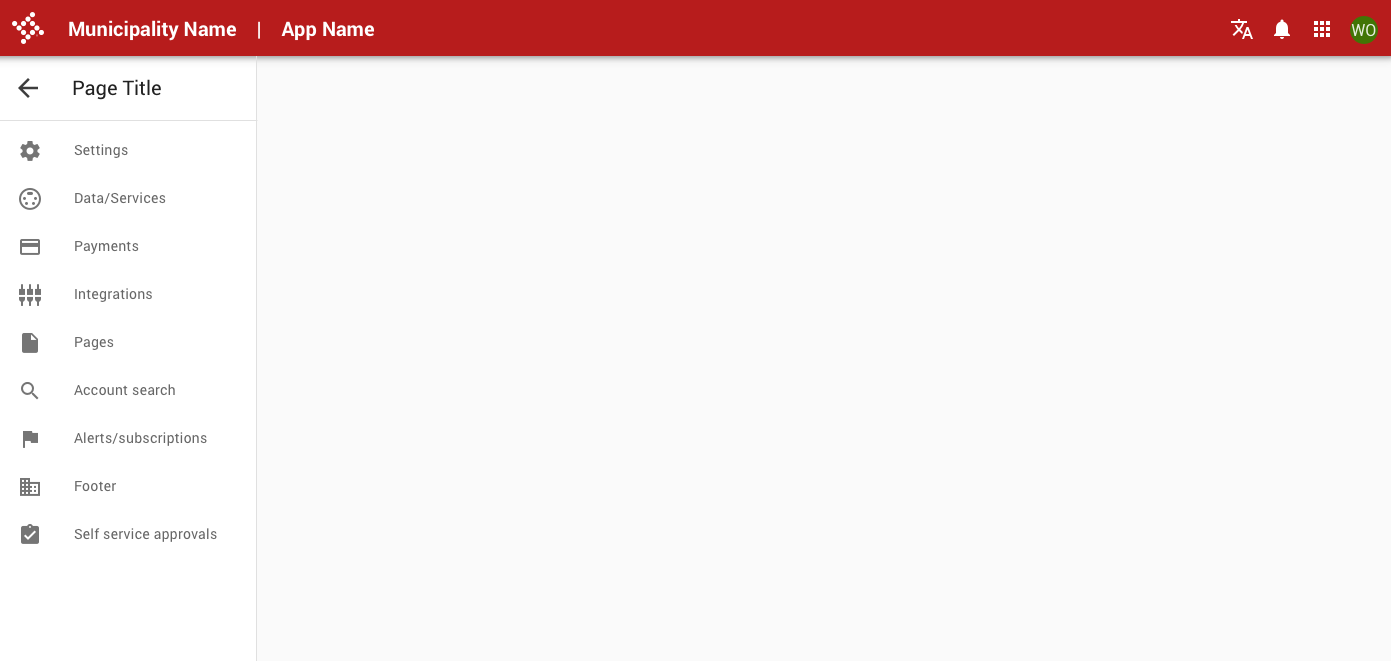 Municipality Name | App Name
WO
Page Title
Settings
Data/Services
Payments
Integrations
Pages
Account search
Alerts/subscriptions
Footer
Self service approvals